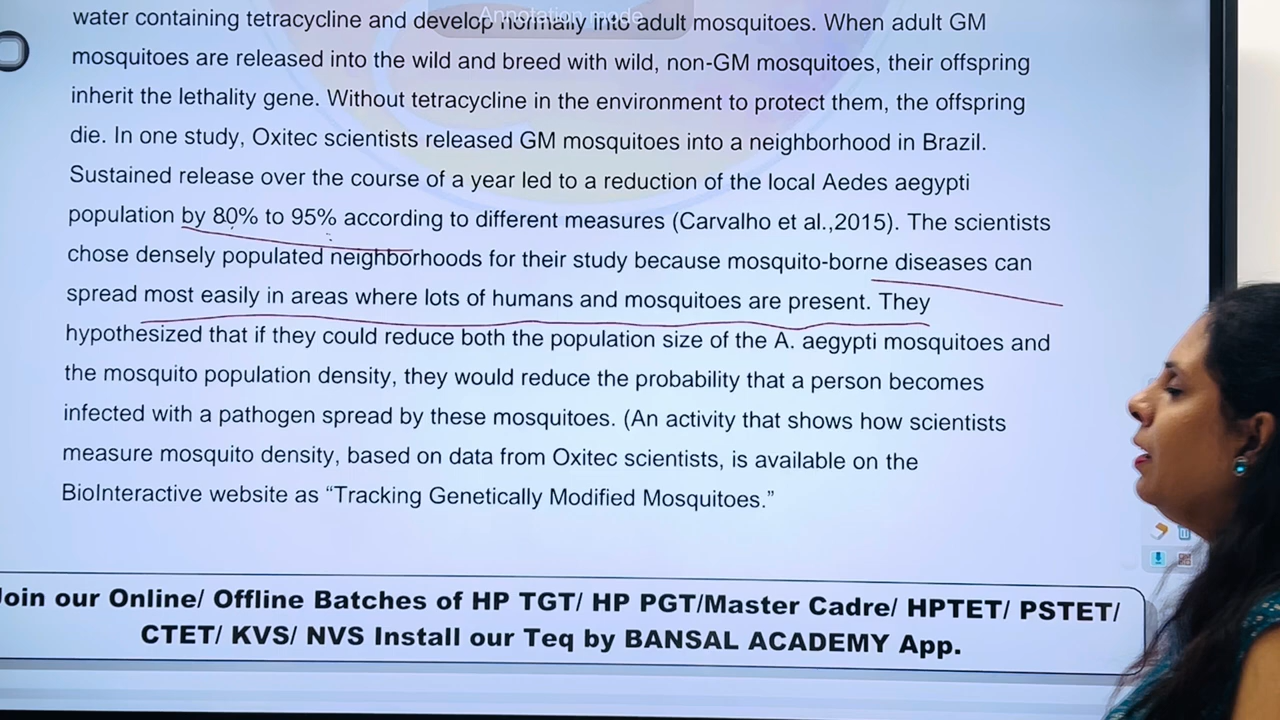 Annotation mode
water containing tetracycline and develop normally into adult mosquitoes. When adult GM
mosquitoes are released into the wild and breed with wild, non-GM mosquitoes, their offspring
inherit the lethality gene. Without tetracycline in the environment to protect them, the offspring
die. In one study, Oxitec scientists released GM mosquitoes into a neighborhood in Brazil.
Sustained release over the course of a year led to a reduction of the local Aedes aegypti
population by 80% to 95% according to different measures (Carvalho et al.,2015). The scientists
chose densely populated neighborhoods for their study because mosquito-borne diseases can
spread most easily in areas where lots of humans and mosquitoes are present. They
hypothesized that if they could reduce both the population size of the A. aegypti mosquitoes and
the mosquito population density, they would reduce the probability that a person becomes
infected with a pathogen spread by these mosquitoes. (An activity that shows how scientists
measure mosquito density, based on data from Oxitec scientists, is available on the
BioInteractive website as “Tracking Genetically Modified Mosquitoes.”
Join our Online/ Offline Batches of HP TGT/ HP PGT/Master Cadre/ HPTET/ PSTET/
CTET/ KVS/ NVS Install our Teq by BANSAL ACADEMY App.